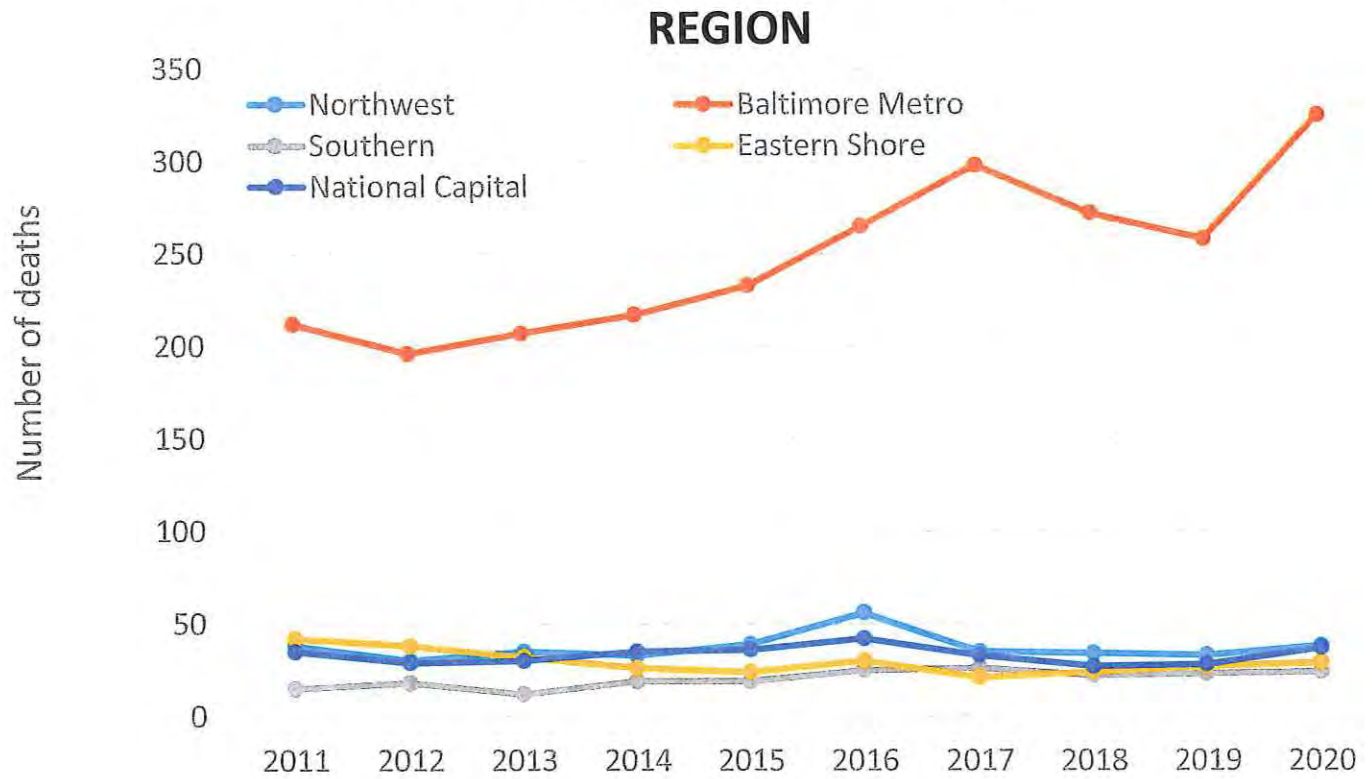 REGION
350
300
250
200
150
100
50
0
Number of deaths
Northwest
Baltimore Metro
Southern
Eastern Shore
National Capital
2011 2012 2013 2014 2015 2016 2017 2018 2019 2020